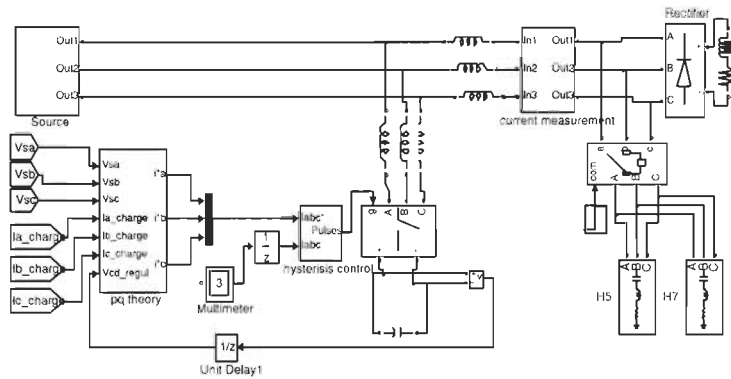 Rectifier
Out1
Out2
Out3
Source
In1
In2
In3
Out1
Out2
Out3
current measurement
A
B
C
a
b
c
com
A
B
C
Vsa
Vsb
Vsc
Ia_charge
Ib_charge
Ic_charge
Vsa
Vsb
Vsc
Ia_charge
Ib_charge
Ic_charge
Vcd_regul
i*a
i*b
i*c
pq theory
3
Multimeter
1
z
Iabc*
Iabc
Pulses
hysterisis control
g
A
B
C
+
v
-
1/z
Unit Delay1
A
B
C
H5
A
B
C
H7